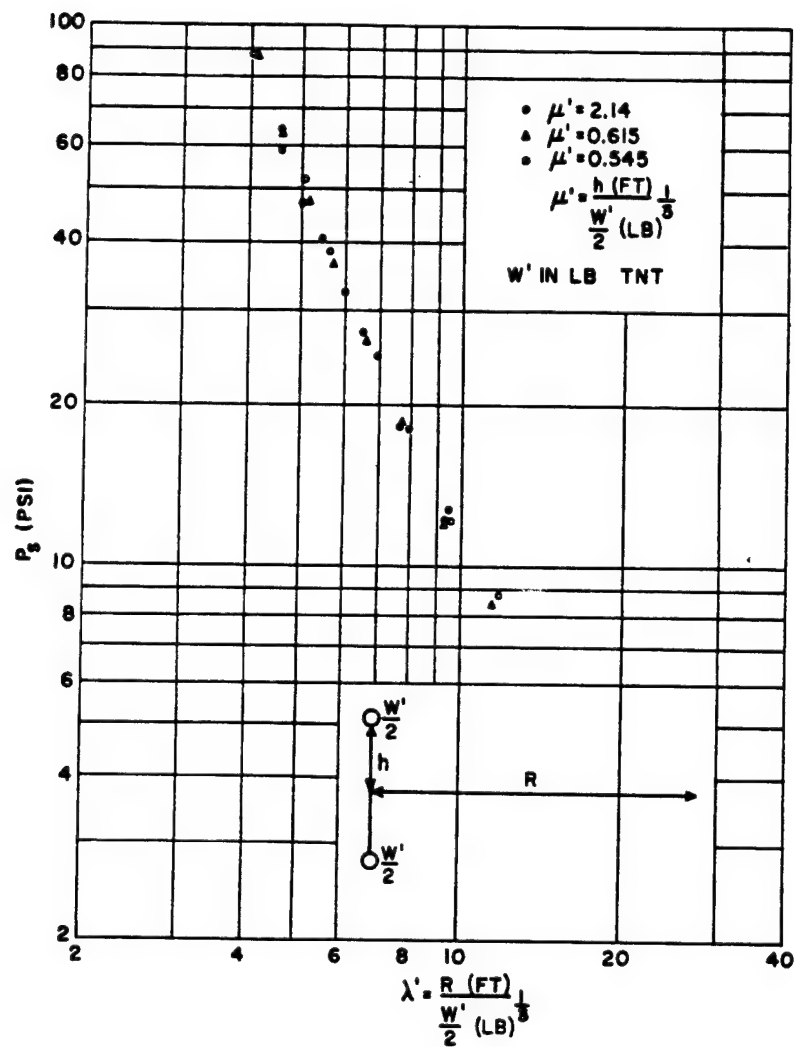 100
80
60
40
20
10
8
6
4
2
P_s (PSI)
• μ' = 2.14
▲ μ' = 0.615
• μ' = 0.545
μ' = h (FT) / W'/2 (LB)^1/3
W' IN LB TNT
W'/2
h
R
W'/2
2 4 6 8 10 20 40
λ' = R (FT) / W'/2 (LB)^1/3